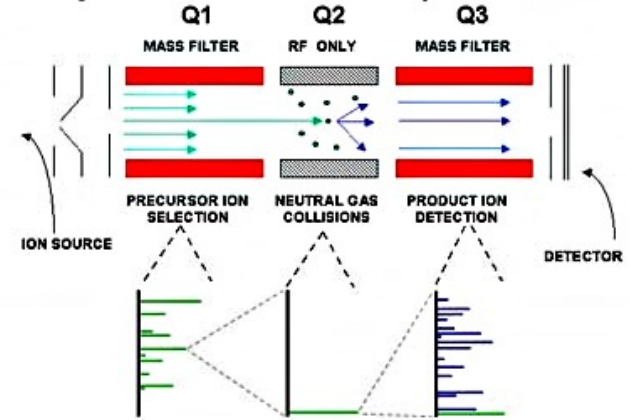 Q1 Q2 Q3
MASS FILTER RF ONLY MASS FILTER
PRECURSOR ION NEUTRAL GAS PRODUCT ION
SELECTION COLLISIONS DETECTION
ION SOURCE
DETECTOR